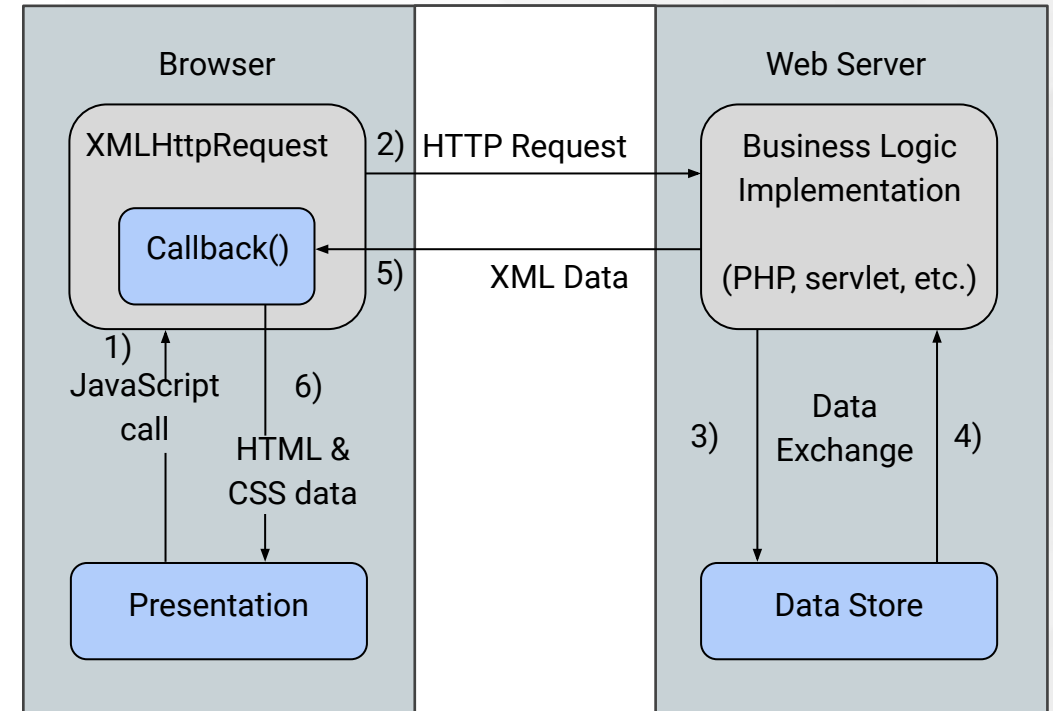 Browser
XMLHttpRequest
Callback()
1)
JavaScript
call
6)
HTML &
CSS data
Presentation
2) HTTP Request
5)
XML Data
Web Server
Business Logic
Implementation
(PHP, servlet, etc.)
3)
Data
Exchange
4)
Data Store